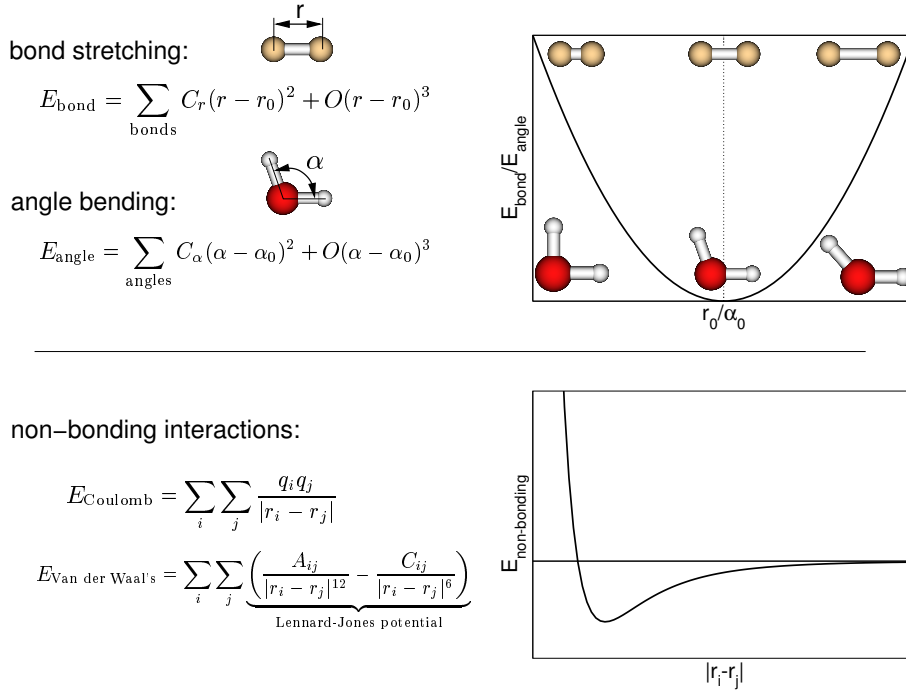 r
bond stretching:
E_bond = ∑_bonds C_r(r − r_0)^2 + O(r − r_0)^3
α
angle bending:
E_angle = ∑_angles C_α(α − α_0)^2 + O(α − α_0)^3
E_bond/E_angle
r_0/α_0
non−bonding interactions:
E_Coulomb = ∑_i ∑_j q_i q_j / |r_i − r_j|
E_Van der Waal's = ∑_i ∑_j ( A_ij / |r_i − r_j|^12 − C_ij / |r_i − r_j|^6 )
Lennard-Jones potential
E_non-bonding
|r_i-r_j|